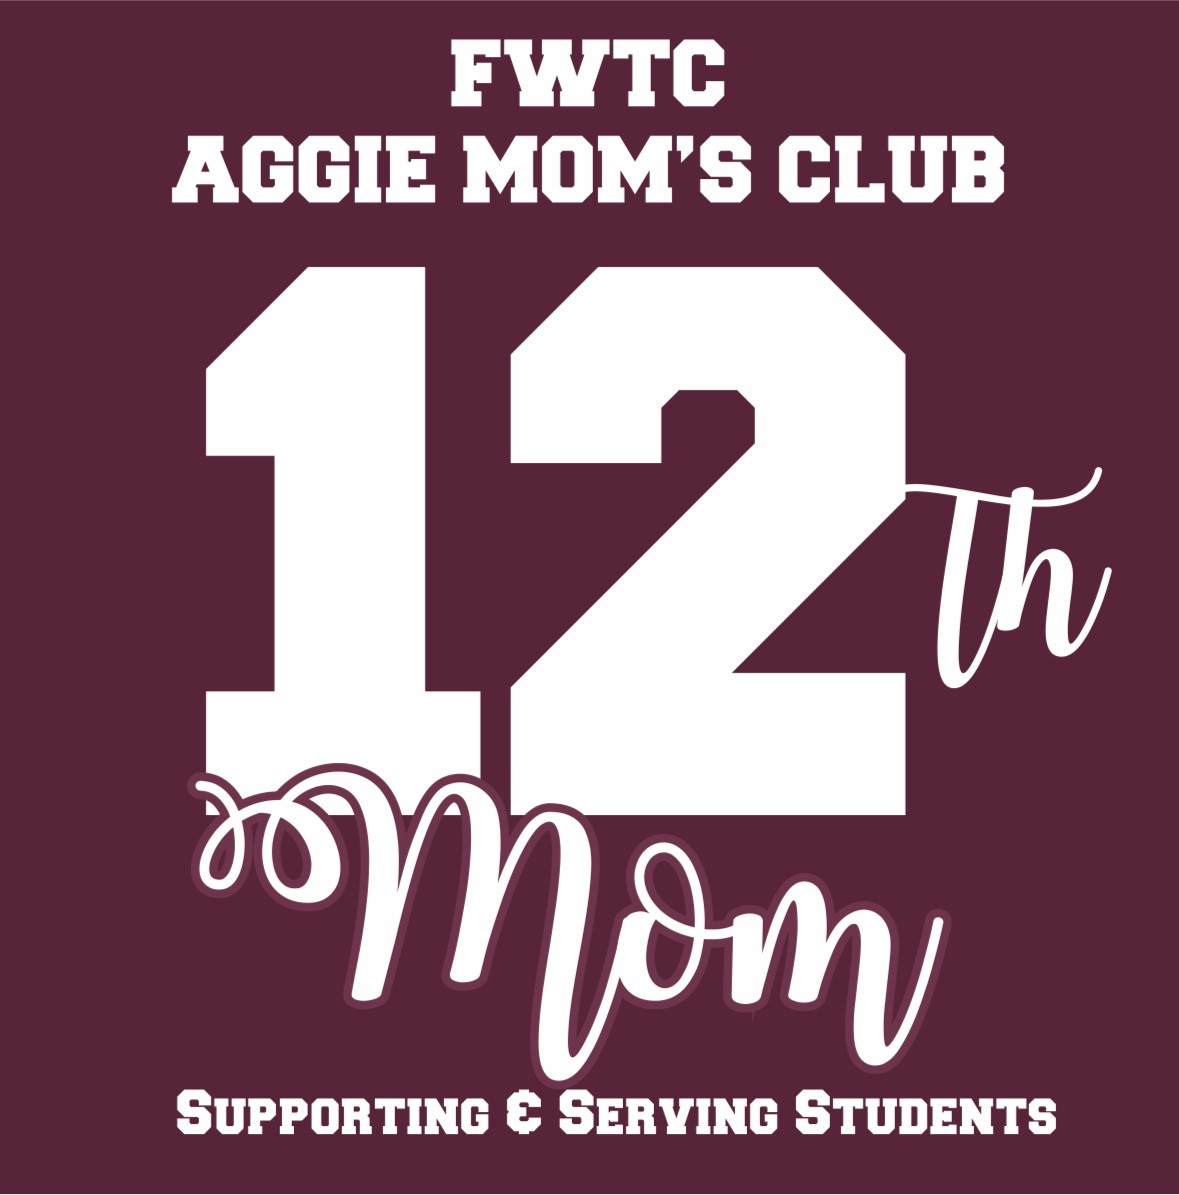 FWTC
AGGIE MOM'S CLUB
12th
Mom
SUPPORTING & SERVING STUDENTS